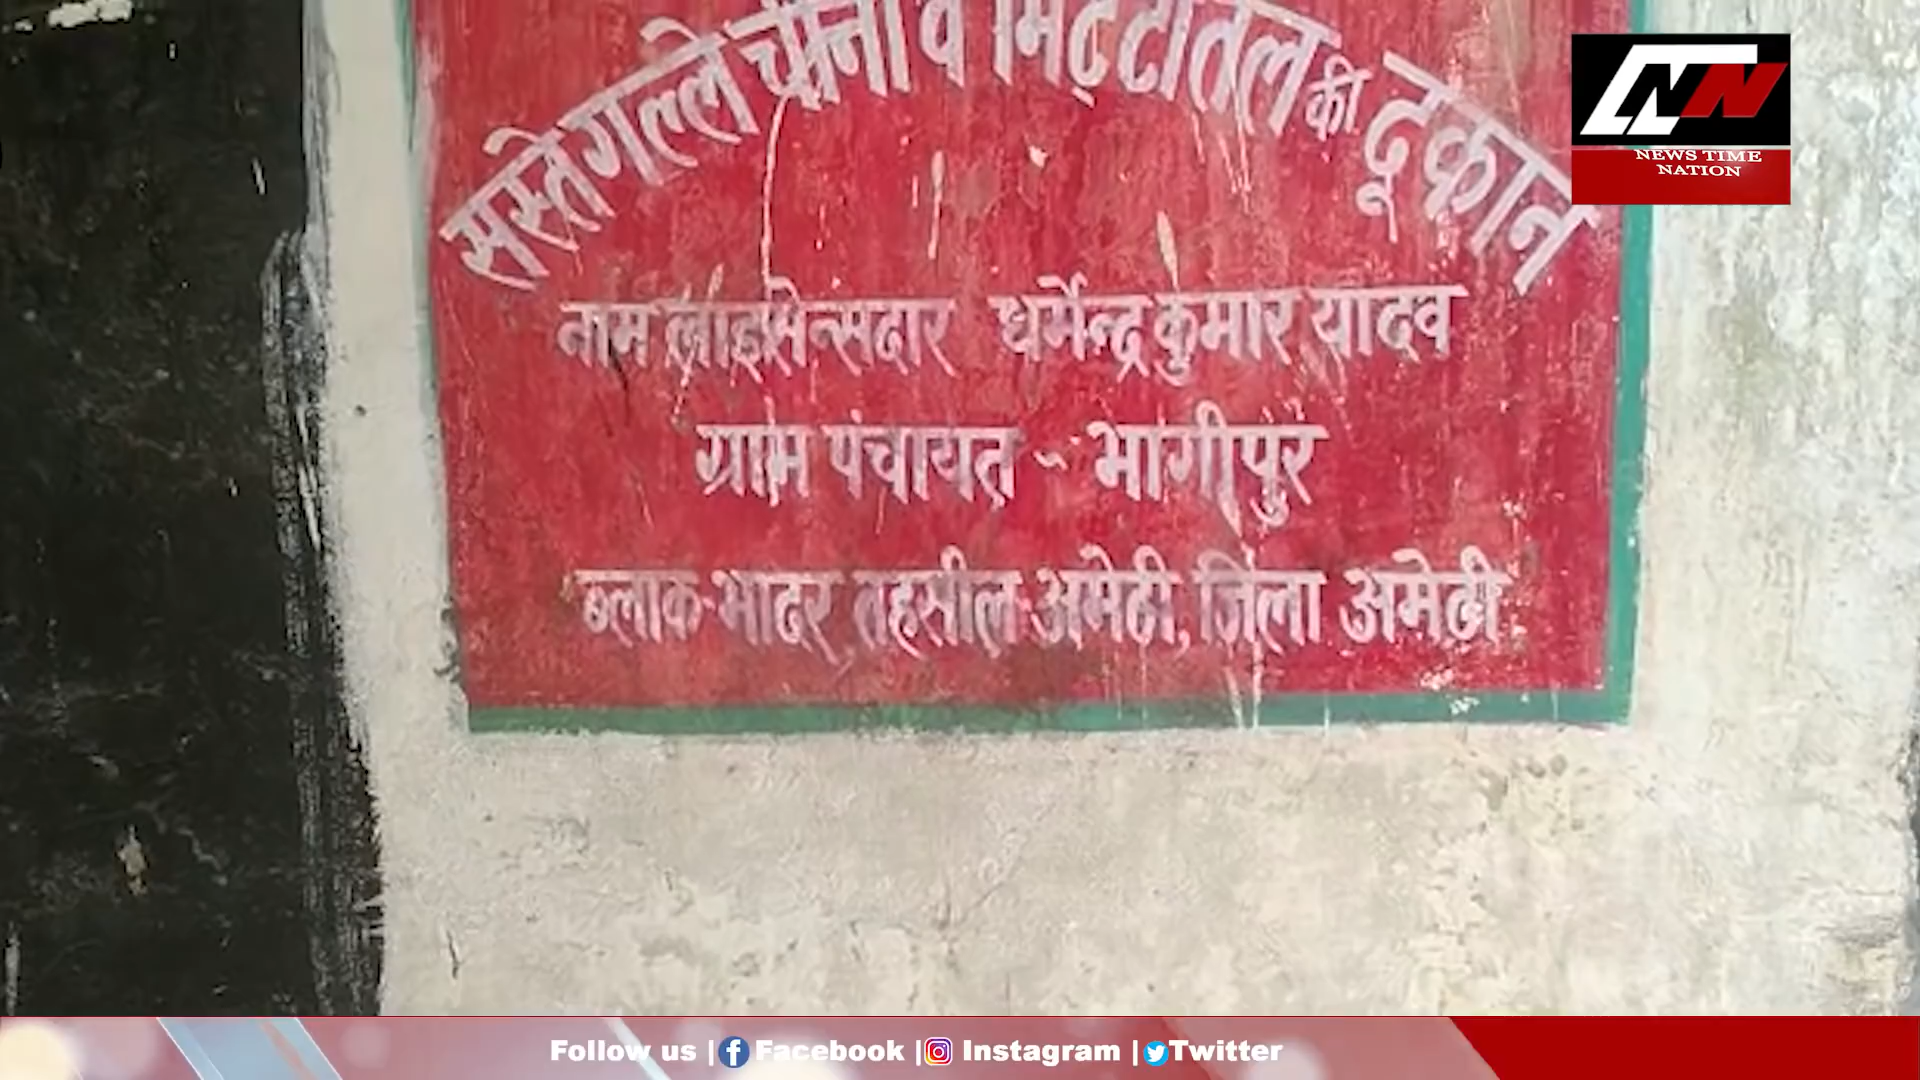 सस्ते गल्ले चीनी व मिट्टी तेल की दूकान
नाम लाइसेन्सदार धर्मेन्द्र कुमार यादव
ग्राम पंचायत - भागीपुर
ब्लाक-भादर तहसील-अमेठी, जिला अमेठी
NN
NEWS TIME
NATION
Follow us | Facebook | Instagram | Twitter